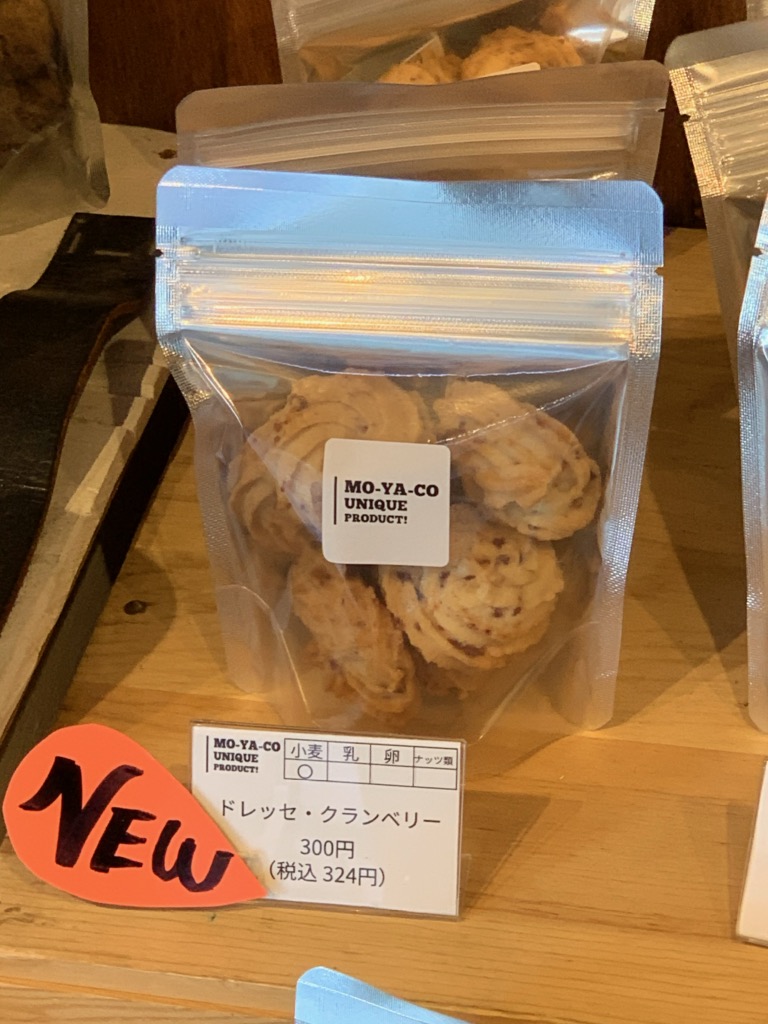 MO-YA-CO
UNIQUE
PRODUCT!
MO-YA-CO
UNIQUE
PRODUCT!
小麦 乳 卵 ナッツ類
○
ドレッセ・クランベリー
300円
(税込 324円)
NEW